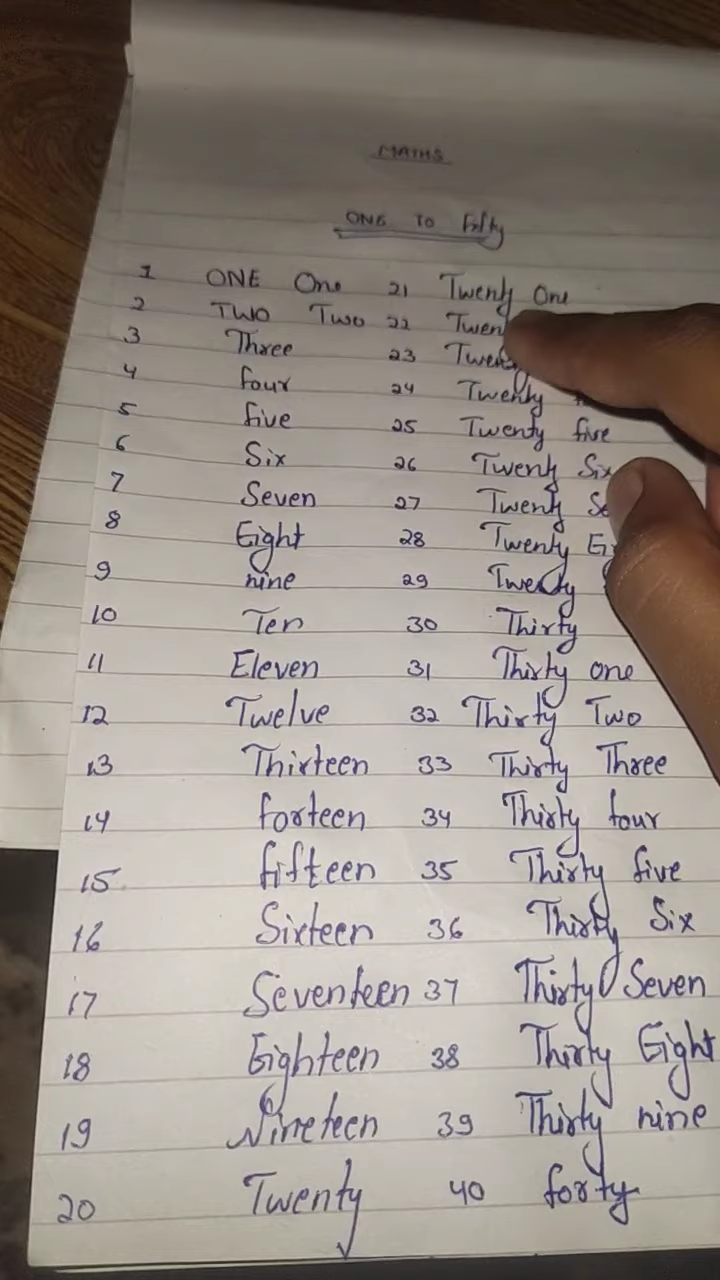 MATHS
ONE TO Fifty
1 ONE One 21 Twenty One
2 TWO Two 22
3 Three 23 Twenty
4 four 24 Twenty
5 five 25 Twenty five
6 Six 26 Twenty Six
7 Seven 27 Twenty
8 Eight 28 Twenty
9 nine 29 Twenty
10 Ten 30 Thirty
11 Eleven 31 Thirty one
12 Twelve 32 Thirty Two
13 Thirteen 33 Thirty Three
14 forteen 34 Thirty four
15 fifteen 35 Thirty five
16 Sixteen 36 Thirty Six
17 Seventeen 37 Thirty Seven
18 Eighteen 38 Thirty Eight
19 Nineteen 39 Thirty nine
20 Twenty 40 forty